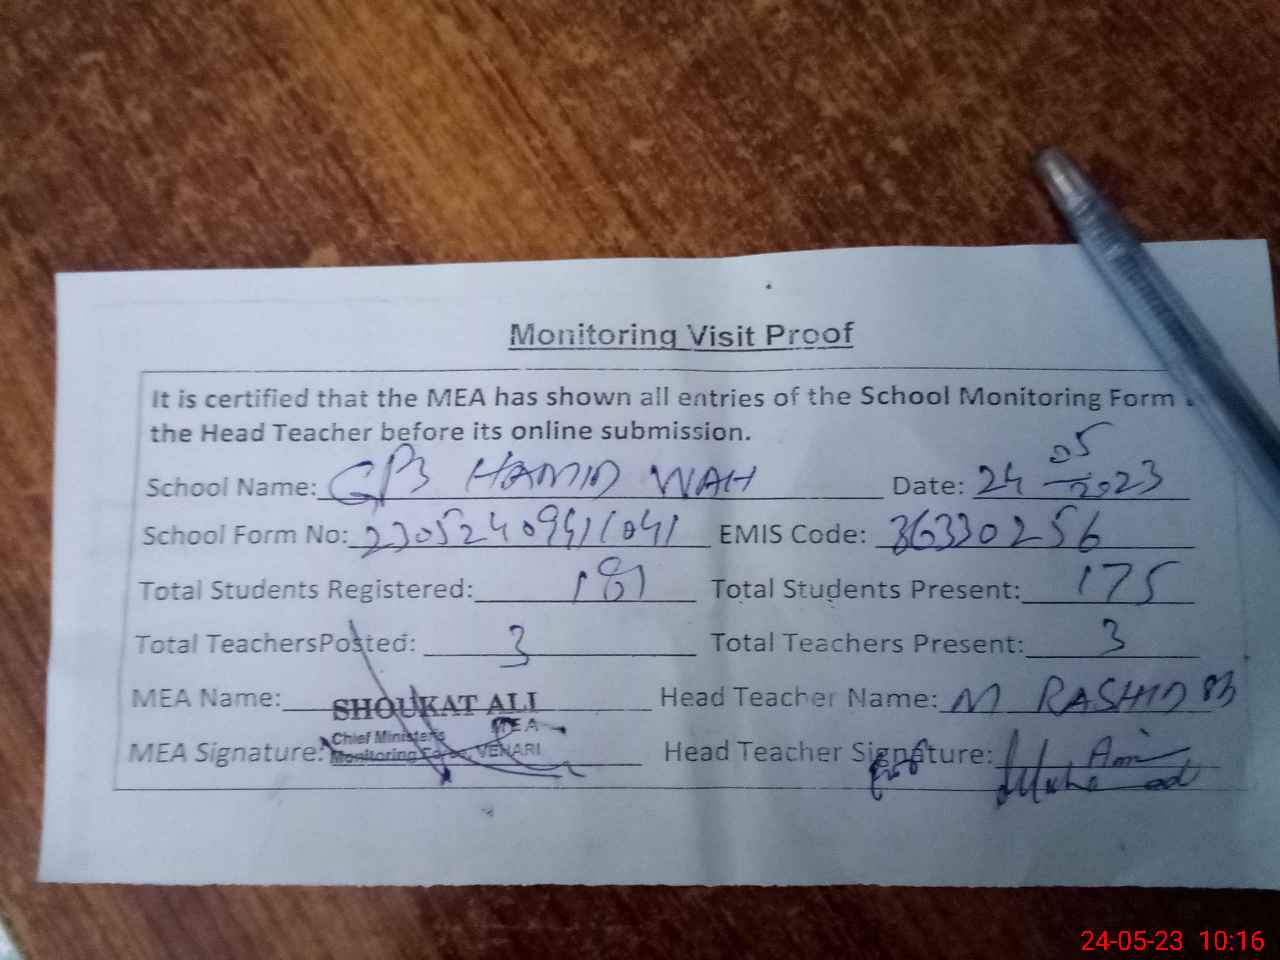 Monitoring Visit Proof
It is certified that the MEA has shown all entries of the School Monitoring Form
the Head Teacher before its online submission.
School Name: GPS HAMID WAH Date: 24 05 2023
School Form No: EMIS Code: 36330256
Total Students Registered: 181 Total Students Present: 175
Total TeachersPosted: 3 Total Teachers Present: 3
MEA Name: SHOUKAT ALI Head Teacher Name: M RASHID
MEA
Chief Minister's
Monitoring Force, VEHARI
MEA Signature: Head Teacher Signature:
24-05-23 10:16